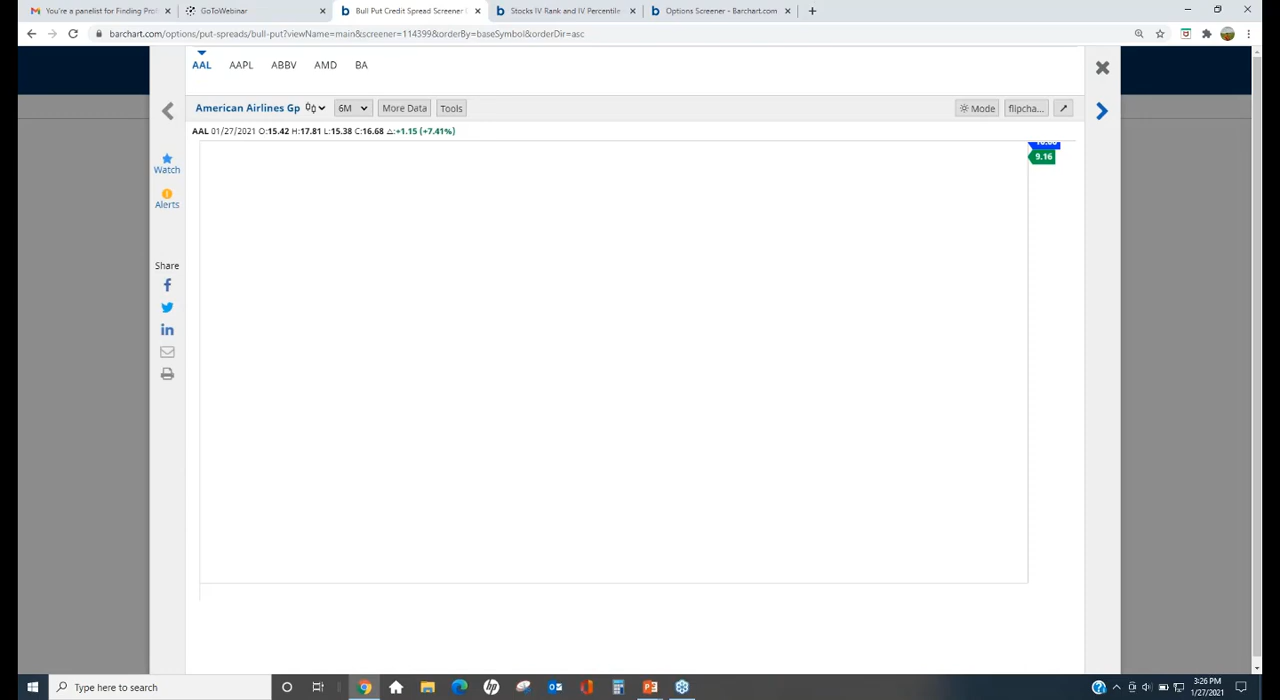 You're a panelist for Finding Pro
GoToWebinar
Bull Put Credit Spread Screener
Stocks IV Rank and IV Percentile
Options Screener - Barchart.com
barchart.com/options/put-spreads/bull-put?viewName=main&screener=114399&orderBy=baseSymbol&orderDir=asc
AAL AAPL ABBV AMD BA
American Airlines Gp 6M More Data Tools Mode flipcha...
AAL 01/27/2021 O:15.42 H:17.81 L:15.38 C:16.68 △:+1.15 (+7.41%)
9.16
Watch
Alerts
Share
Type here to search
3:26 PM
1/27/2021